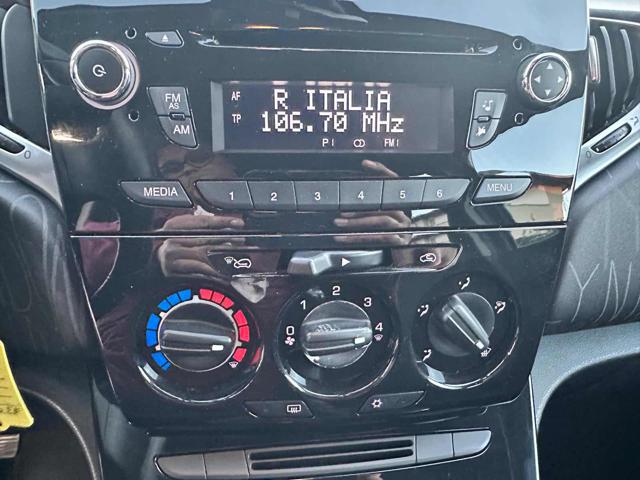 AF R ITALIA
TP 106.70 MHz
P1 FM1
FM
AS
AM
MEDIA 1 2 3 4 5 6 MENU
0 1 2 3 4